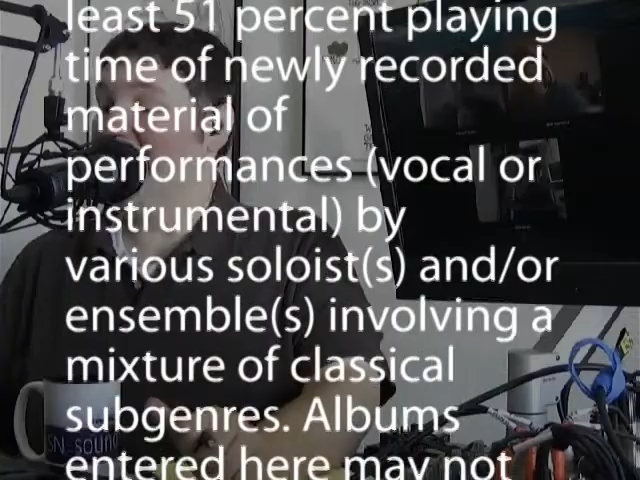 least 51 percent playing
time of newly recorded
material of
performances (vocal or
instrumental) by
various soloist(s) and/or
ensemble(s) involving a
mixture of classical
subgenres. Albums
entered here may not
SN_sound